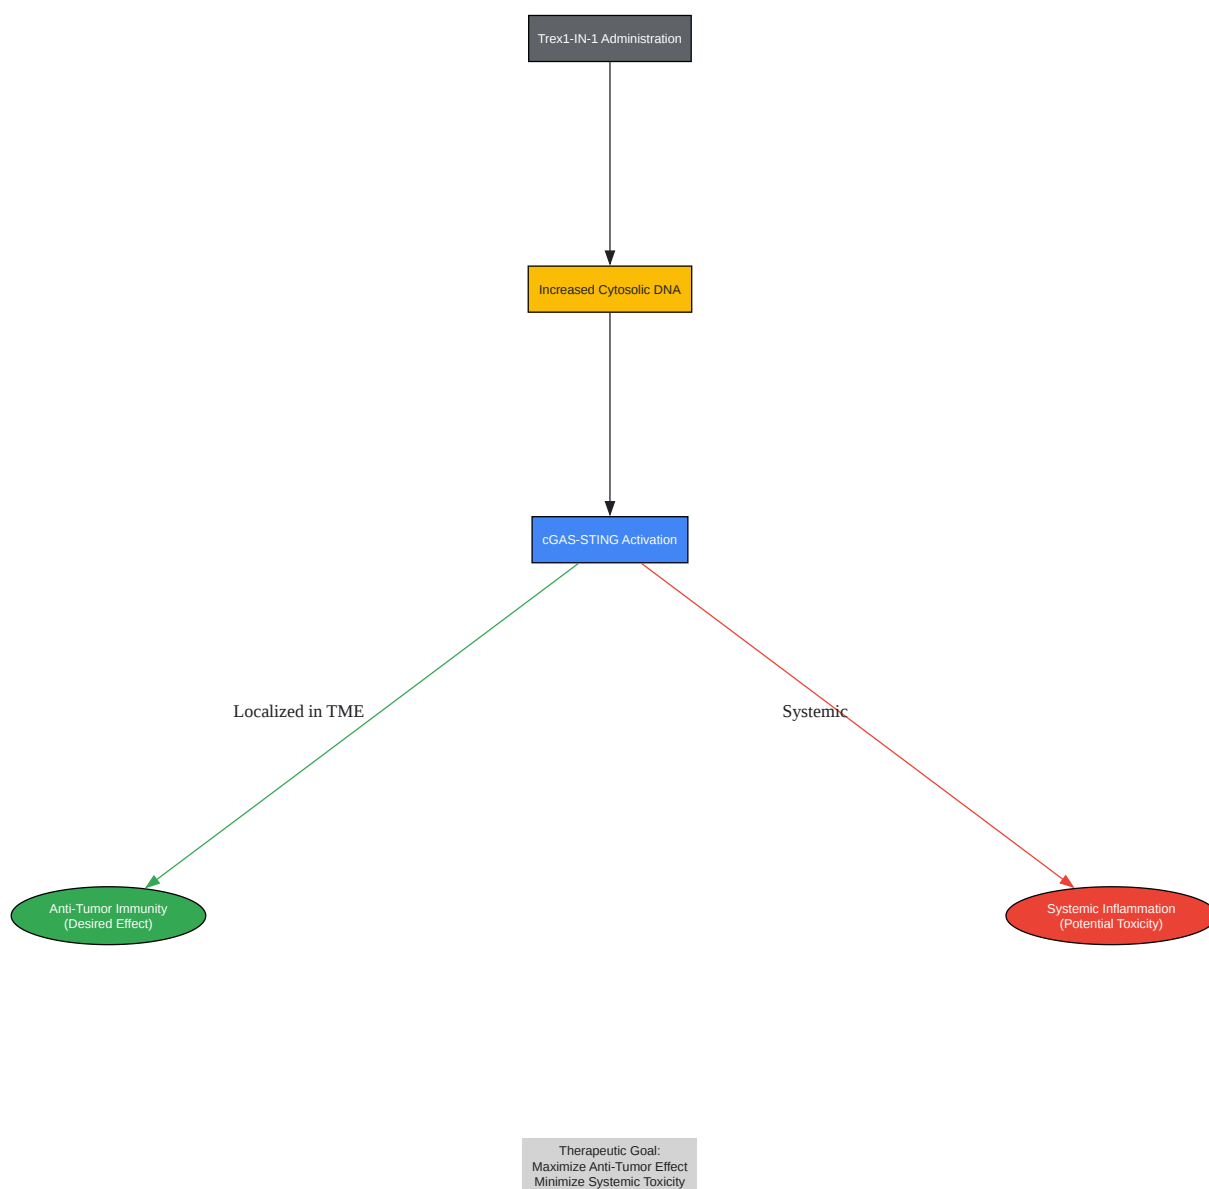 Trex1-IN-1 Administration
Increased Cytosolic DNA
cGAS-STING Activation
Localized in TME
Systemic
Anti-Tumor Immunity
(Desired Effect)
Systemic Inflammation
(Potential Toxicity)
Therapeutic Goal:
Maximize Anti-Tumor Effect
Minimize Systemic Toxicity